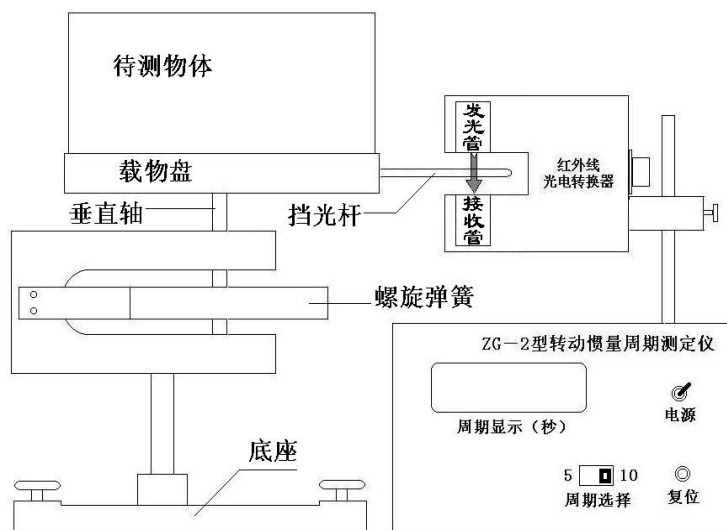 待测物体
载物盘
垂直轴
挡光杆
发光管
接收管
红外线
光电转换器
螺旋弹簧
底座
ZG－2型转动惯量周期测定仪
周期显示（秒）
电源
5 10
周期选择
复位